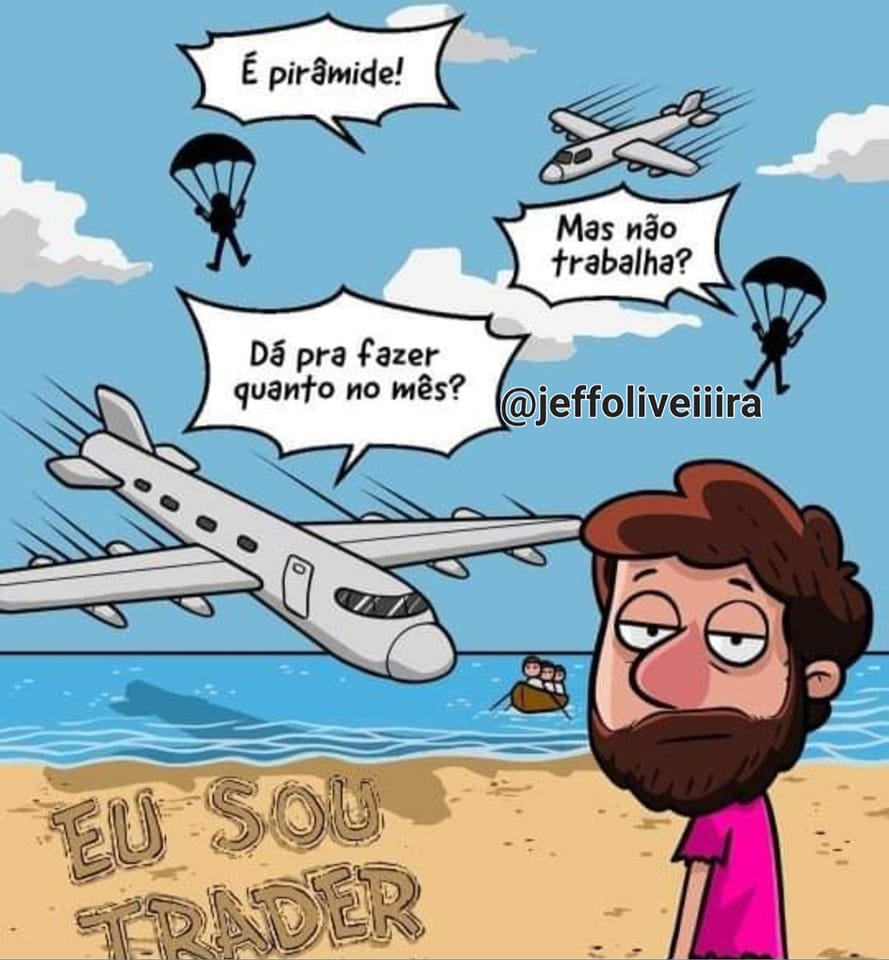 É pirâmide!
Mas não
trabalha?
Dá pra fazer
quanto no mês?
@jeffoliveiiira
EU SOU
TRADER